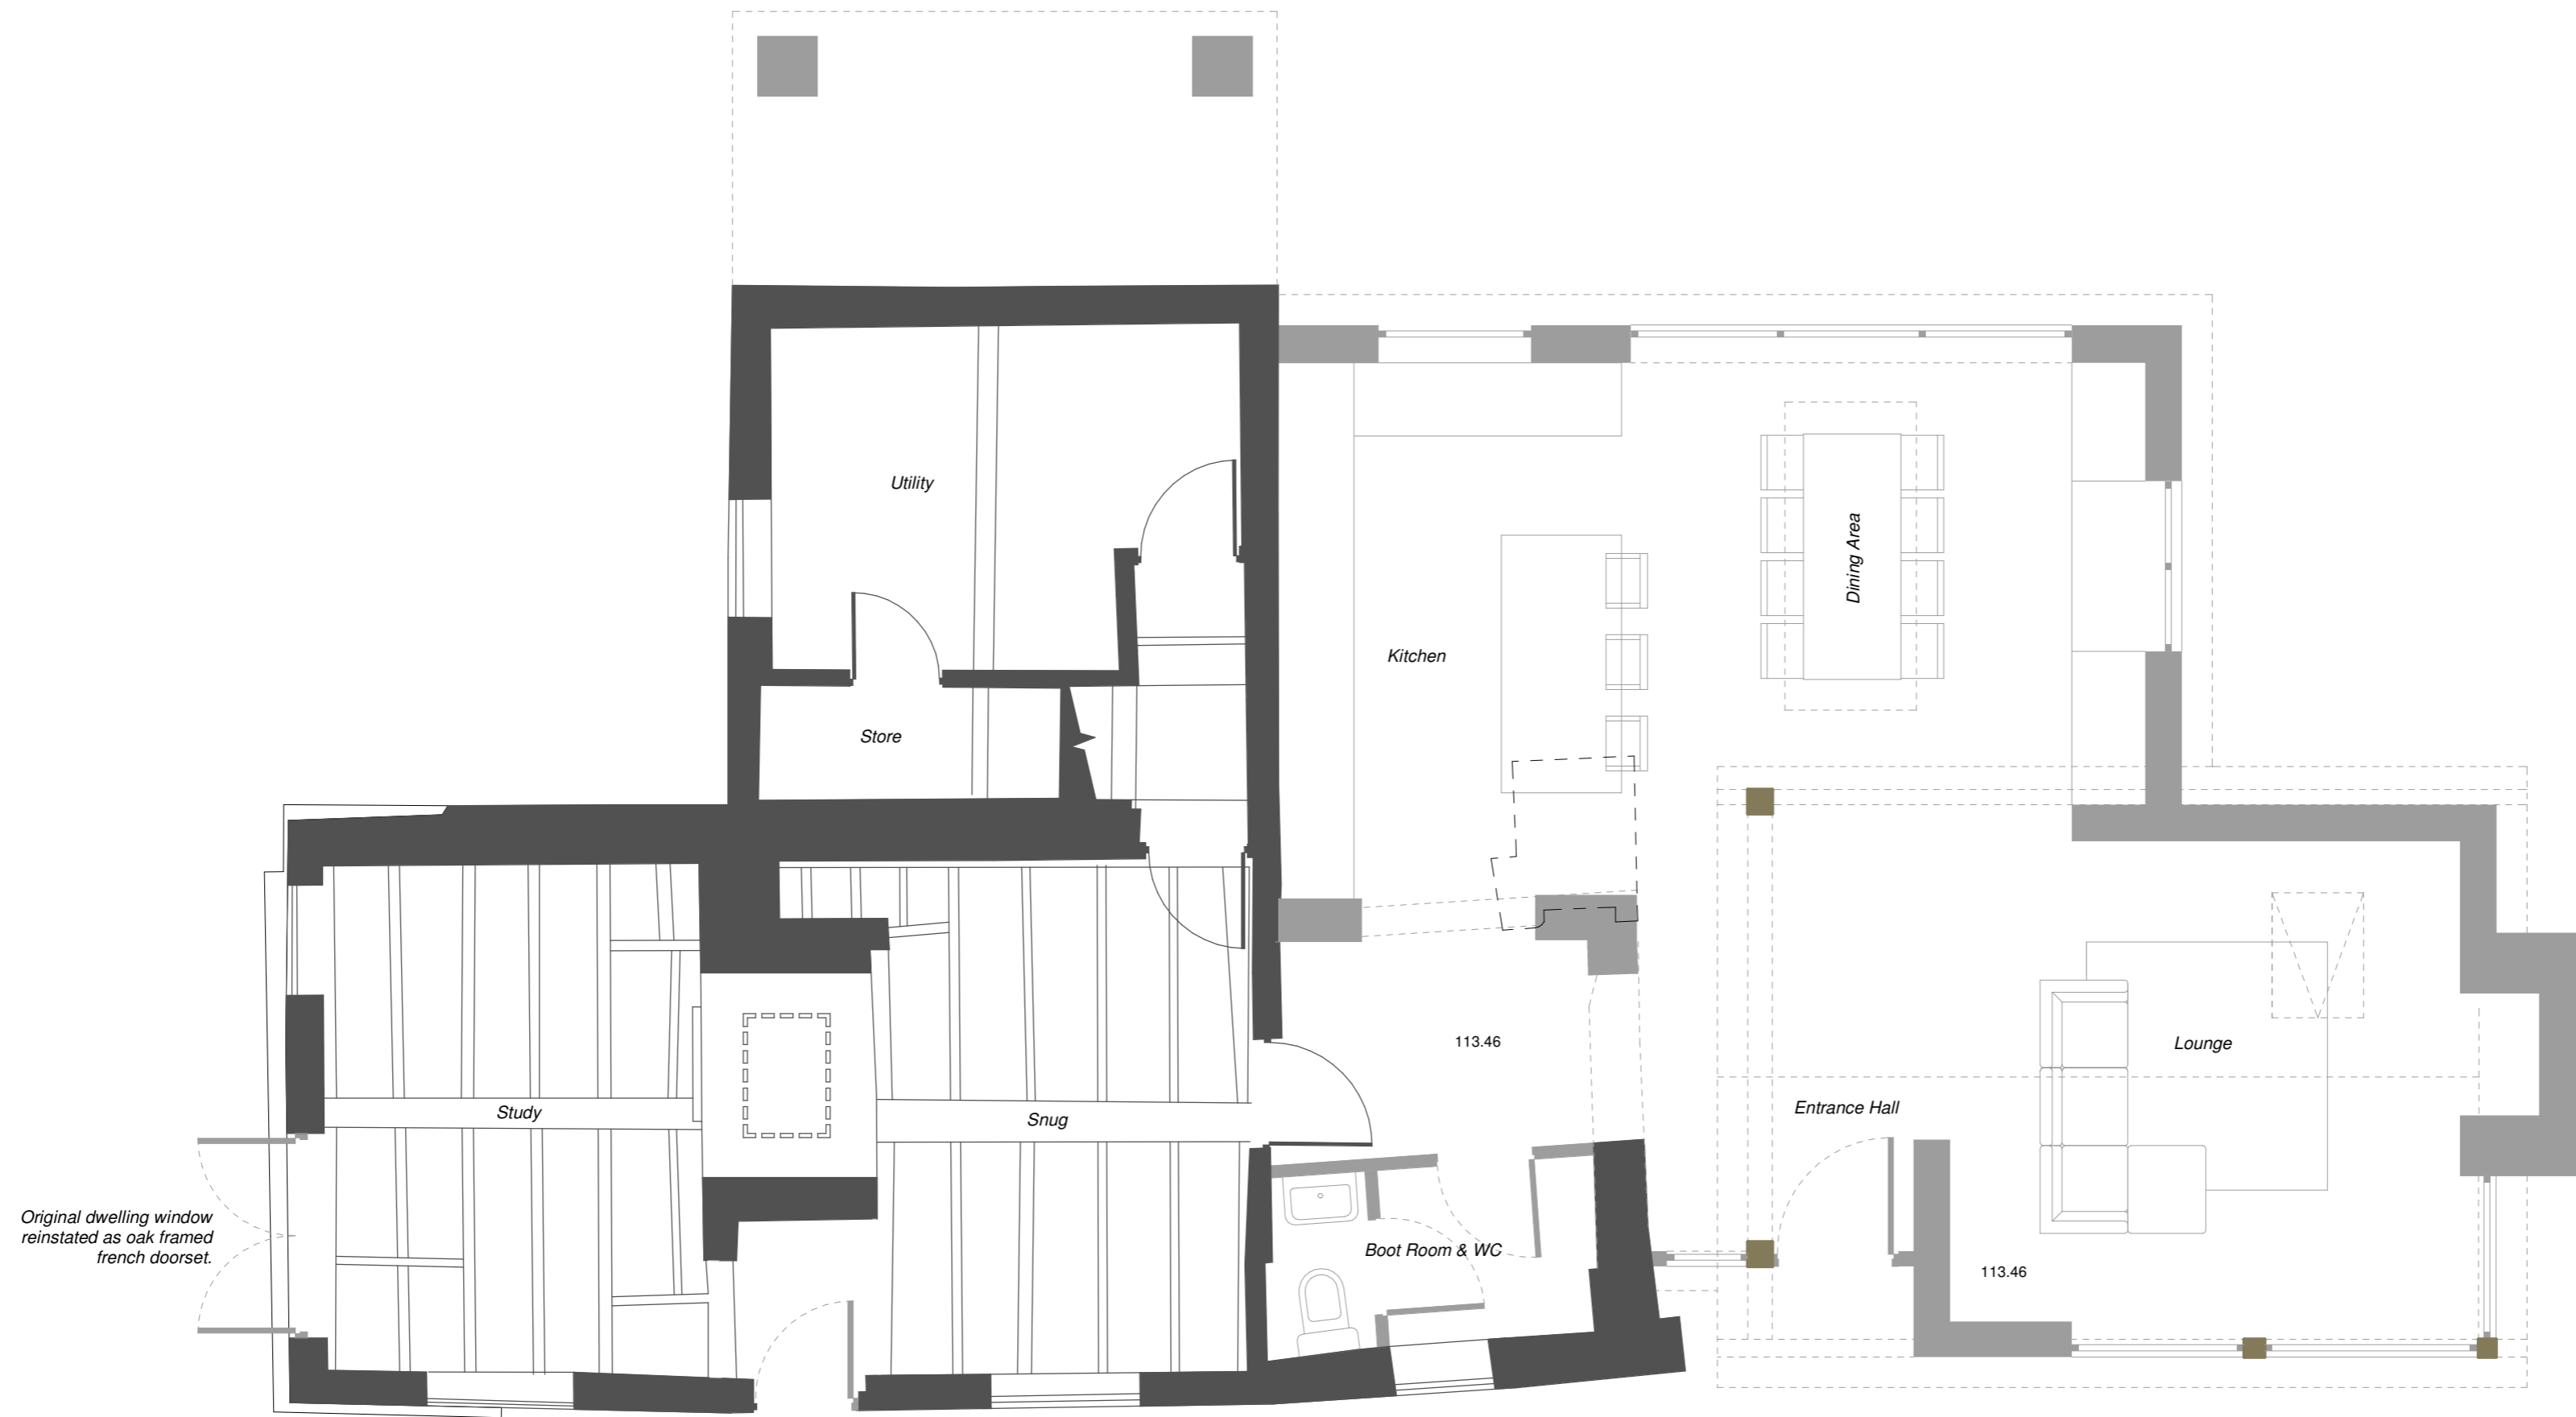 Utility
Dining Area
Kitchen
Store
113.46
Lounge
Entrance Hall
Study
Snug
Original dwelling window
reinstated as oak framed
french doorset.
Boot Room & WC
113.46